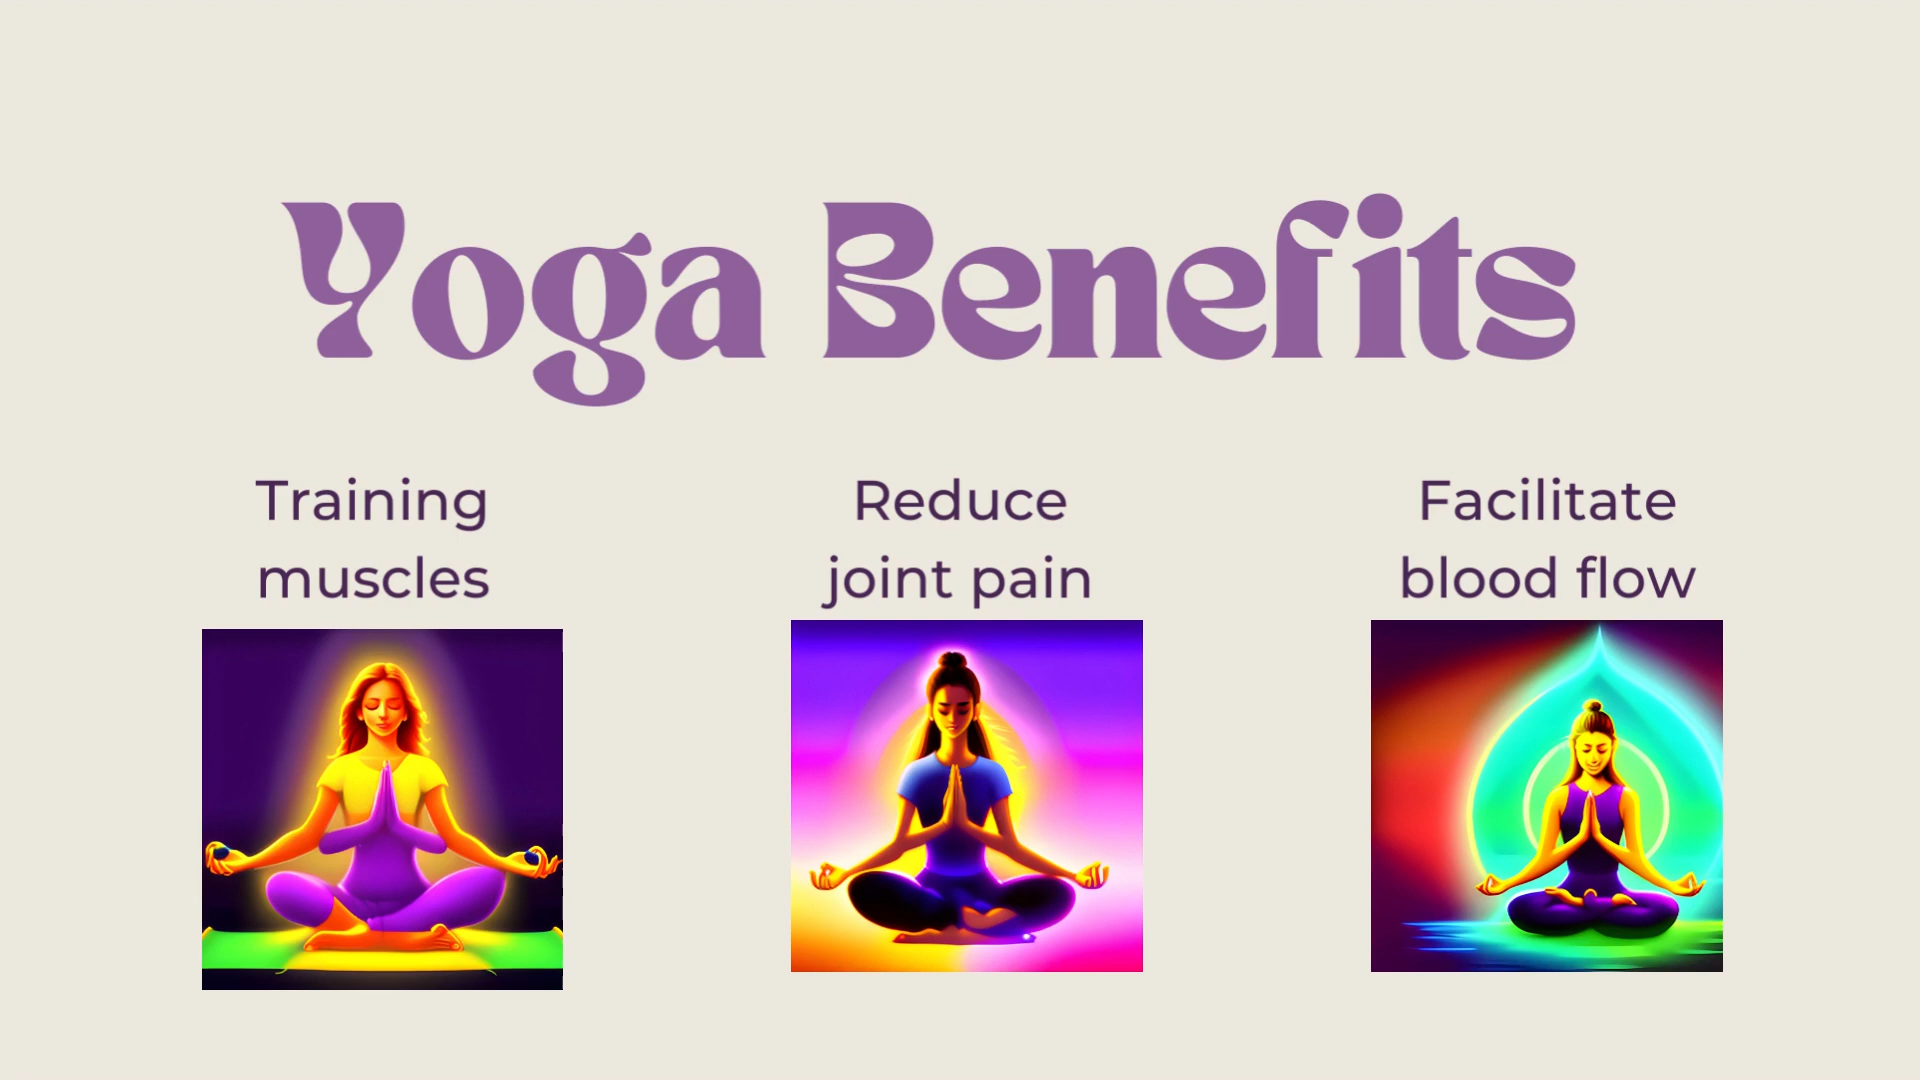 Yoga Benefits
Training
muscles
Reduce
joint pain
Facilitate
blood flow